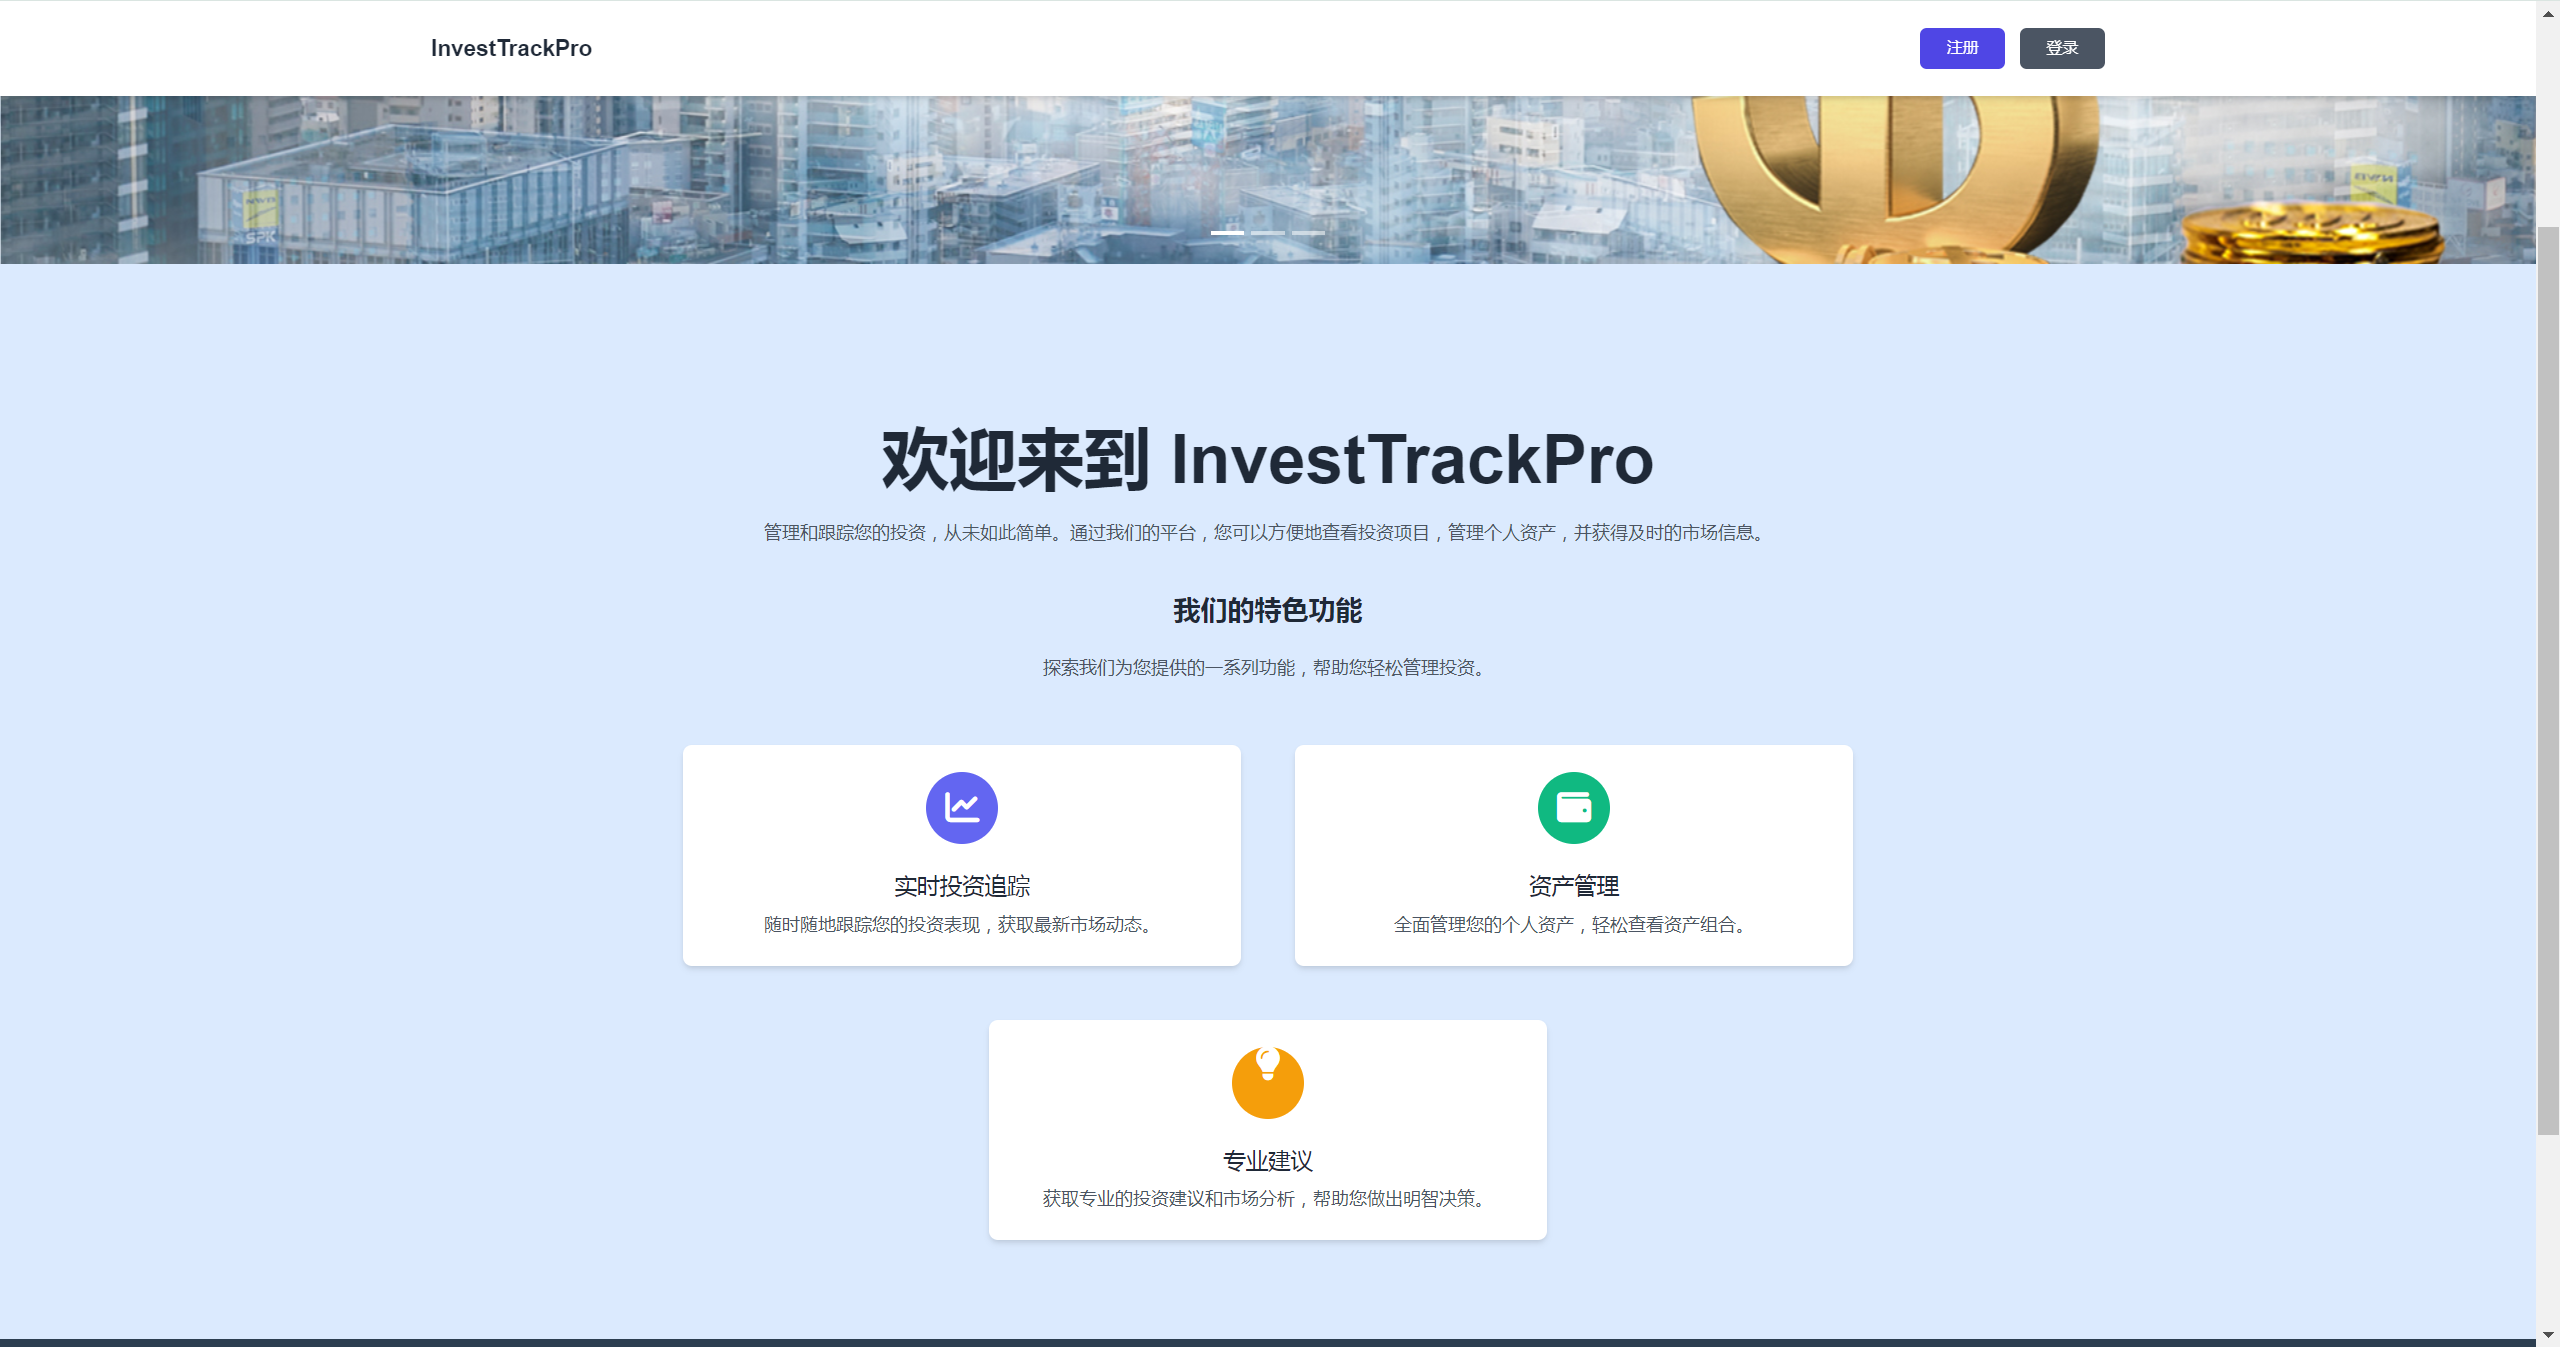 InvestTrackPro
注册
登录
SPK
欢迎来到 InvestTrackPro
管理和跟踪您的投资，从未如此简单。通过我们的平台，您可以方便地查看投资项目，管理个人资产，并获得及时的市场信息。
我们的特色功能
探索我们为您提供的一系列功能，帮助您轻松管理投资。
实时投资追踪
随时随地跟踪您的投资表现，获取最新市场动态。
资产管理
全面管理您的个人资产，轻松查看资产组合。
专业建议
获取专业的投资建议和市场分析，帮助您做出明智决策。